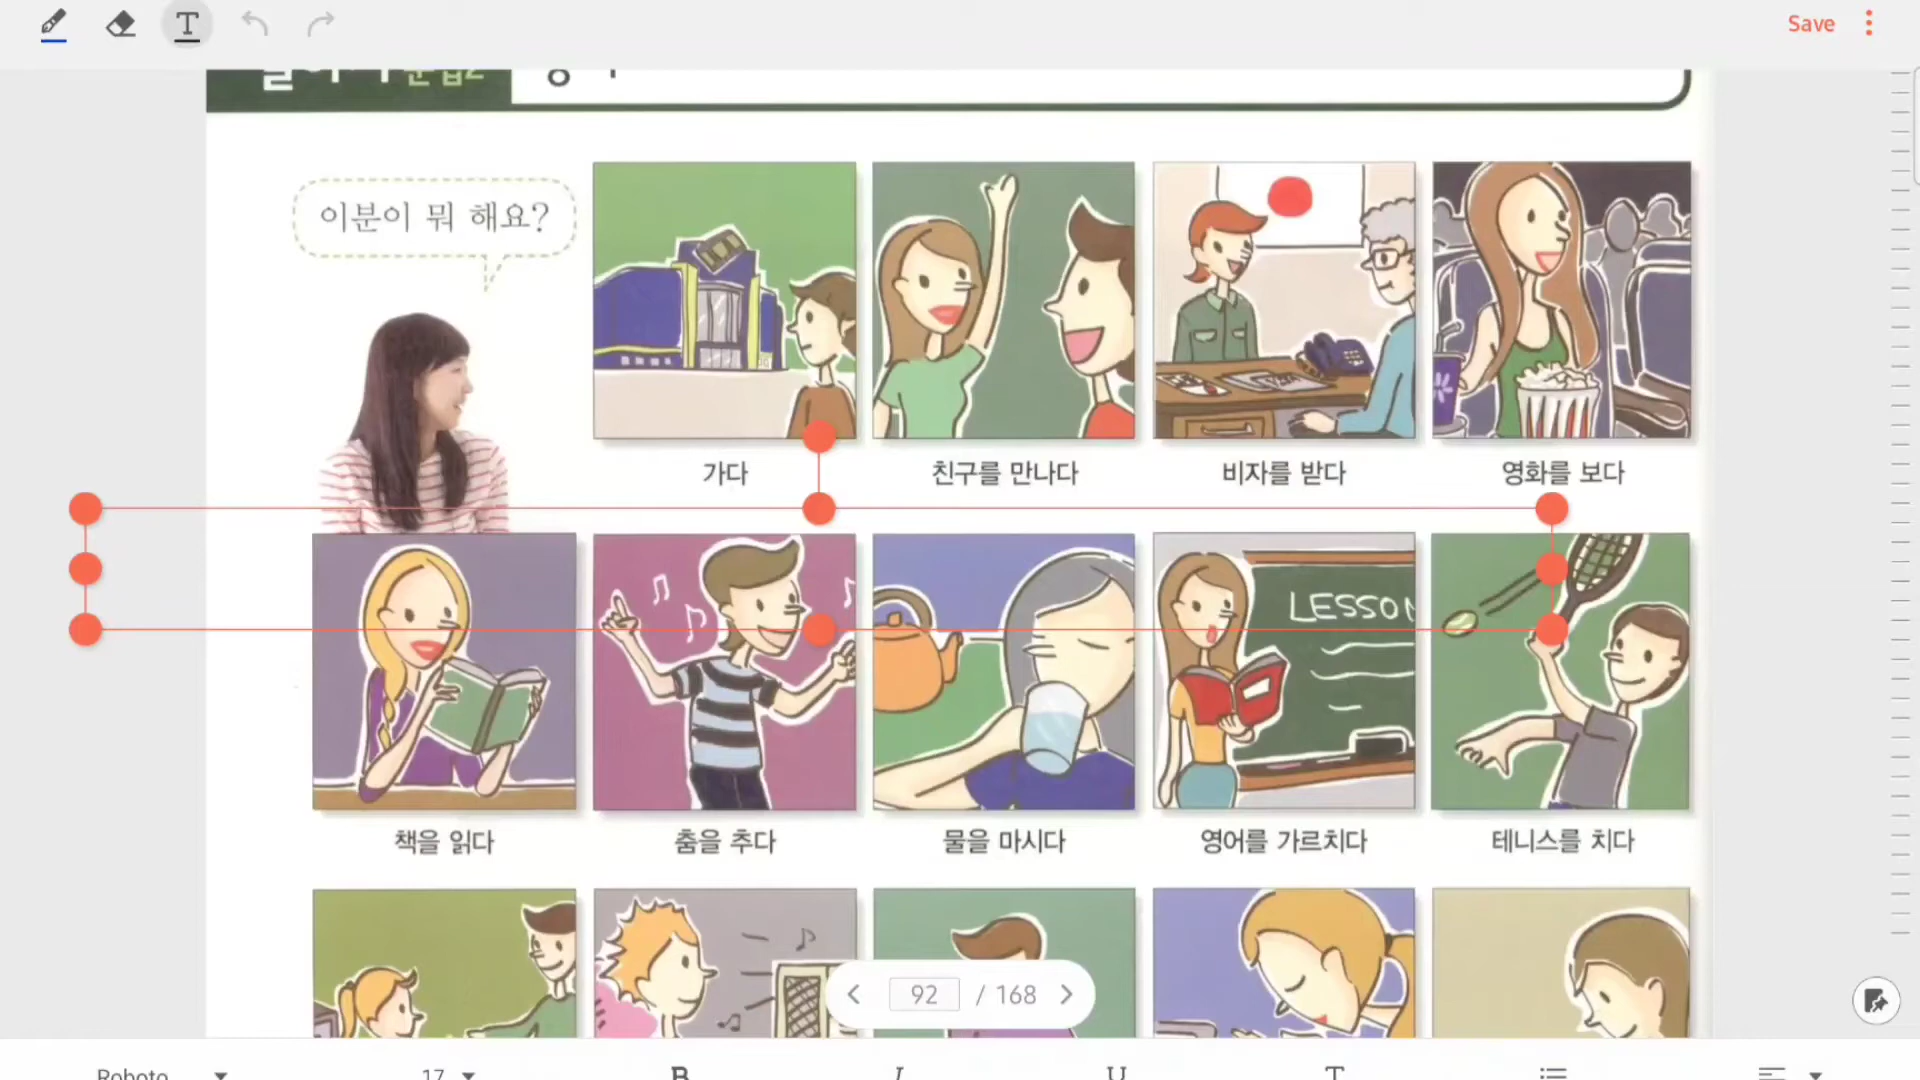 T
Save
이분이 뭐 해요?
가다
친구를 만나다
비자를 받다
영화를 보다
LESSON
책을 읽다
춤을 추다
물을 마시다
영어를 가르치다
테니스를 치다
92 / 168
Roboto
17
B I U T